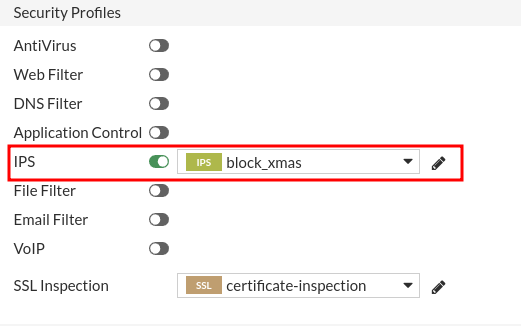 Security Profiles
AntiVirus
Web Filter
DNS Filter
Application Control
IPS IPS block_xmas
File Filter
Email Filter
VoIP
SSL Inspection SSL certificate-inspection